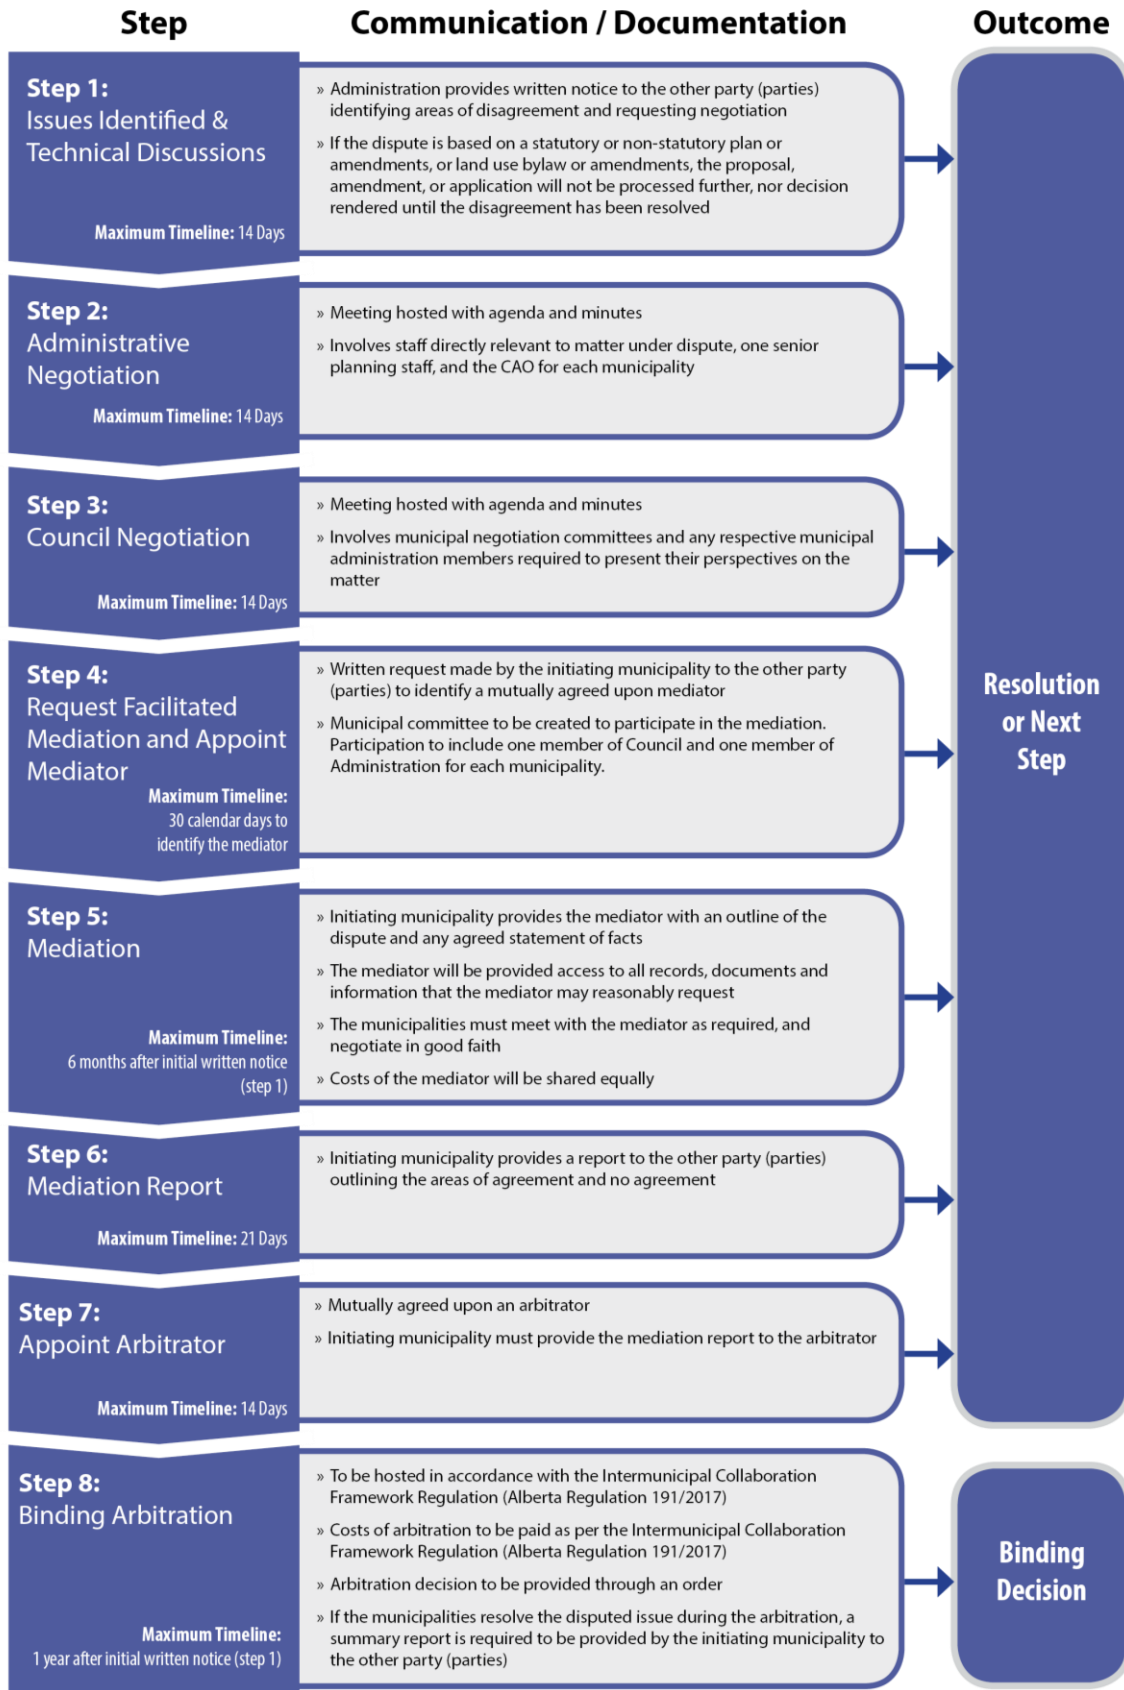 Step
Communication / Documentation
Outcome
Step 1:
Issues Identified &
Technical Discussions
Maximum Timeline: 14 Days
» Administration provides written notice to the other party (parties)
identifying areas of disagreement and requesting negotiation
» If the dispute is based on a statutory or non-statutory plan or
amendments, or land use bylaw or amendments, the proposal,
amendment, or application will not be processed further, nor decision
rendered until the disagreement has been resolved
Step 2:
Administrative
Negotiation
Maximum Timeline: 14 Days
» Meeting hosted with agenda and minutes
» Involves staff directly relevant to matter under dispute, one senior
planning staff, and the CAO for each municipality
Step 3:
Council Negotiation
Maximum Timeline: 14 Days
» Meeting hosted with agenda and minutes
» Involves municipal negotiation committees and any respective municipal
administration members required to present their perspectives on the
matter
Step 4:
Request Facilitated
Mediation and Appoint
Mediator
Maximum Timeline:
30 calendar days to
identify the mediator
» Written request made by the initiating municipality to the other party
(parties) to identify a mutually agreed upon mediator
» Municipal committee to be created to participate in the mediation.
Participation to include one member of Council and one member of
Administration for each municipality.
Step 5:
Mediation
Maximum Timeline:
6 months after initial written notice
(step 1)
» Initiating municipality provides the mediator with an outline of the
dispute and any agreed statement of facts
» The mediator will be provided access to all records, documents and
information that the mediator may reasonably request
» The municipalities must meet with the mediator as required, and
negotiate in good faith
» Costs of the mediator will be shared equally
Step 6:
Mediation Report
Maximum Timeline: 21 Days
» Initiating municipality provides a report to the other party (parties)
outlining the areas of agreement and no agreement
Step 7:
Appoint Arbitrator
Maximum Timeline: 14 Days
» Mutually agreed upon an arbitrator
» Initiating municipality must provide the mediation report to the arbitrator
Resolution
or Next
Step
Step 8:
Binding Arbitration
Maximum Timeline:
1 year after initial written notice (step 1)
» To be hosted in accordance with the Intermunicipal Collaboration
Framework Regulation (Alberta Regulation 191/2017)
» Costs of arbitration to be paid as per the Intermunicipal Collaboration
Framework Regulation (Alberta Regulation 191/2017)
» Arbitration decision to be provided through an order
» If the municipalities resolve the disputed issue during the arbitration, a
summary report is required to be provided by the initiating municipality to
the other party (parties)
Binding
Decision